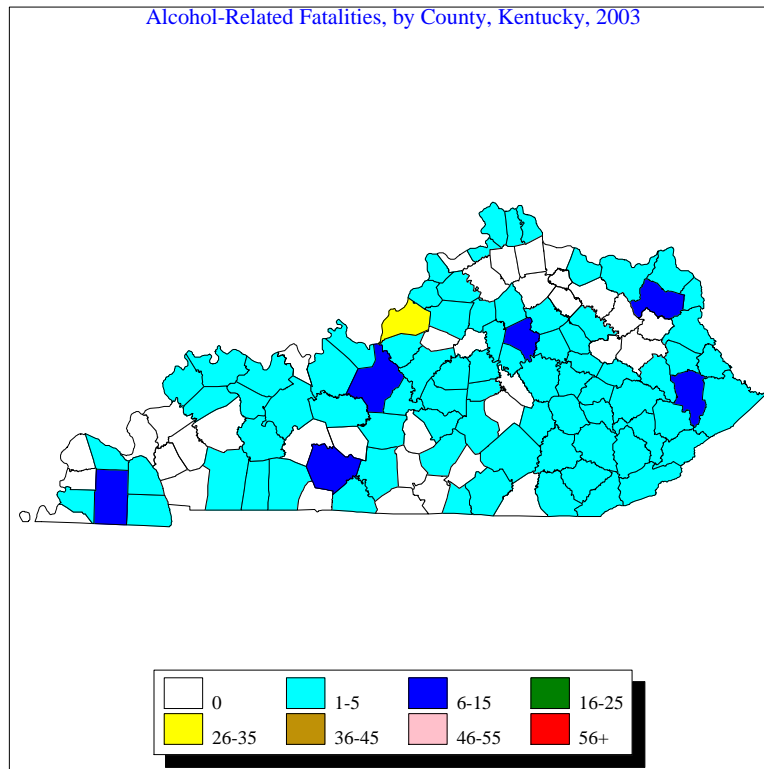 Alcohol-Related Fatalities, by County, Kentucky, 2003
0 1-5 6-15 16-25
26-35 36-45 46-55 56+